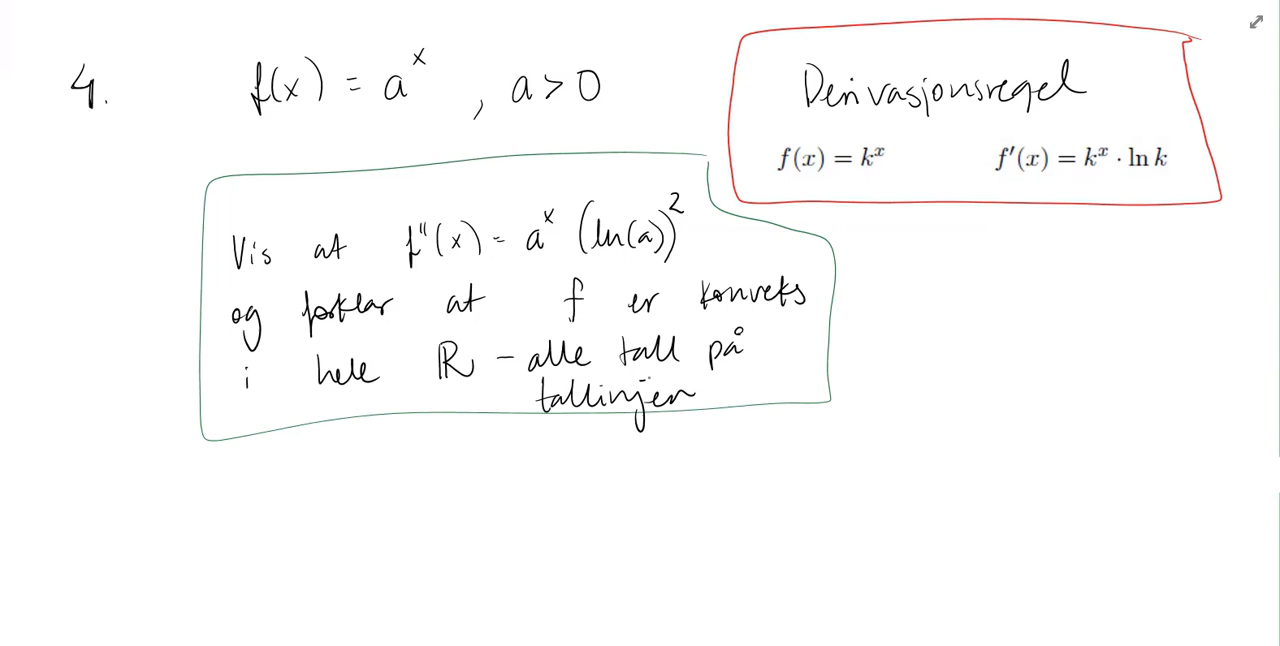 4. f(x) = a^x , a > 0
Derivasjonsregel
f(x) = k^x f'(x) = k^x · ln k
Vis at f''(x) = a^x (ln(a))^2
og forklar at f er konveks
i hele ℝ – alle tall på
tallinjen